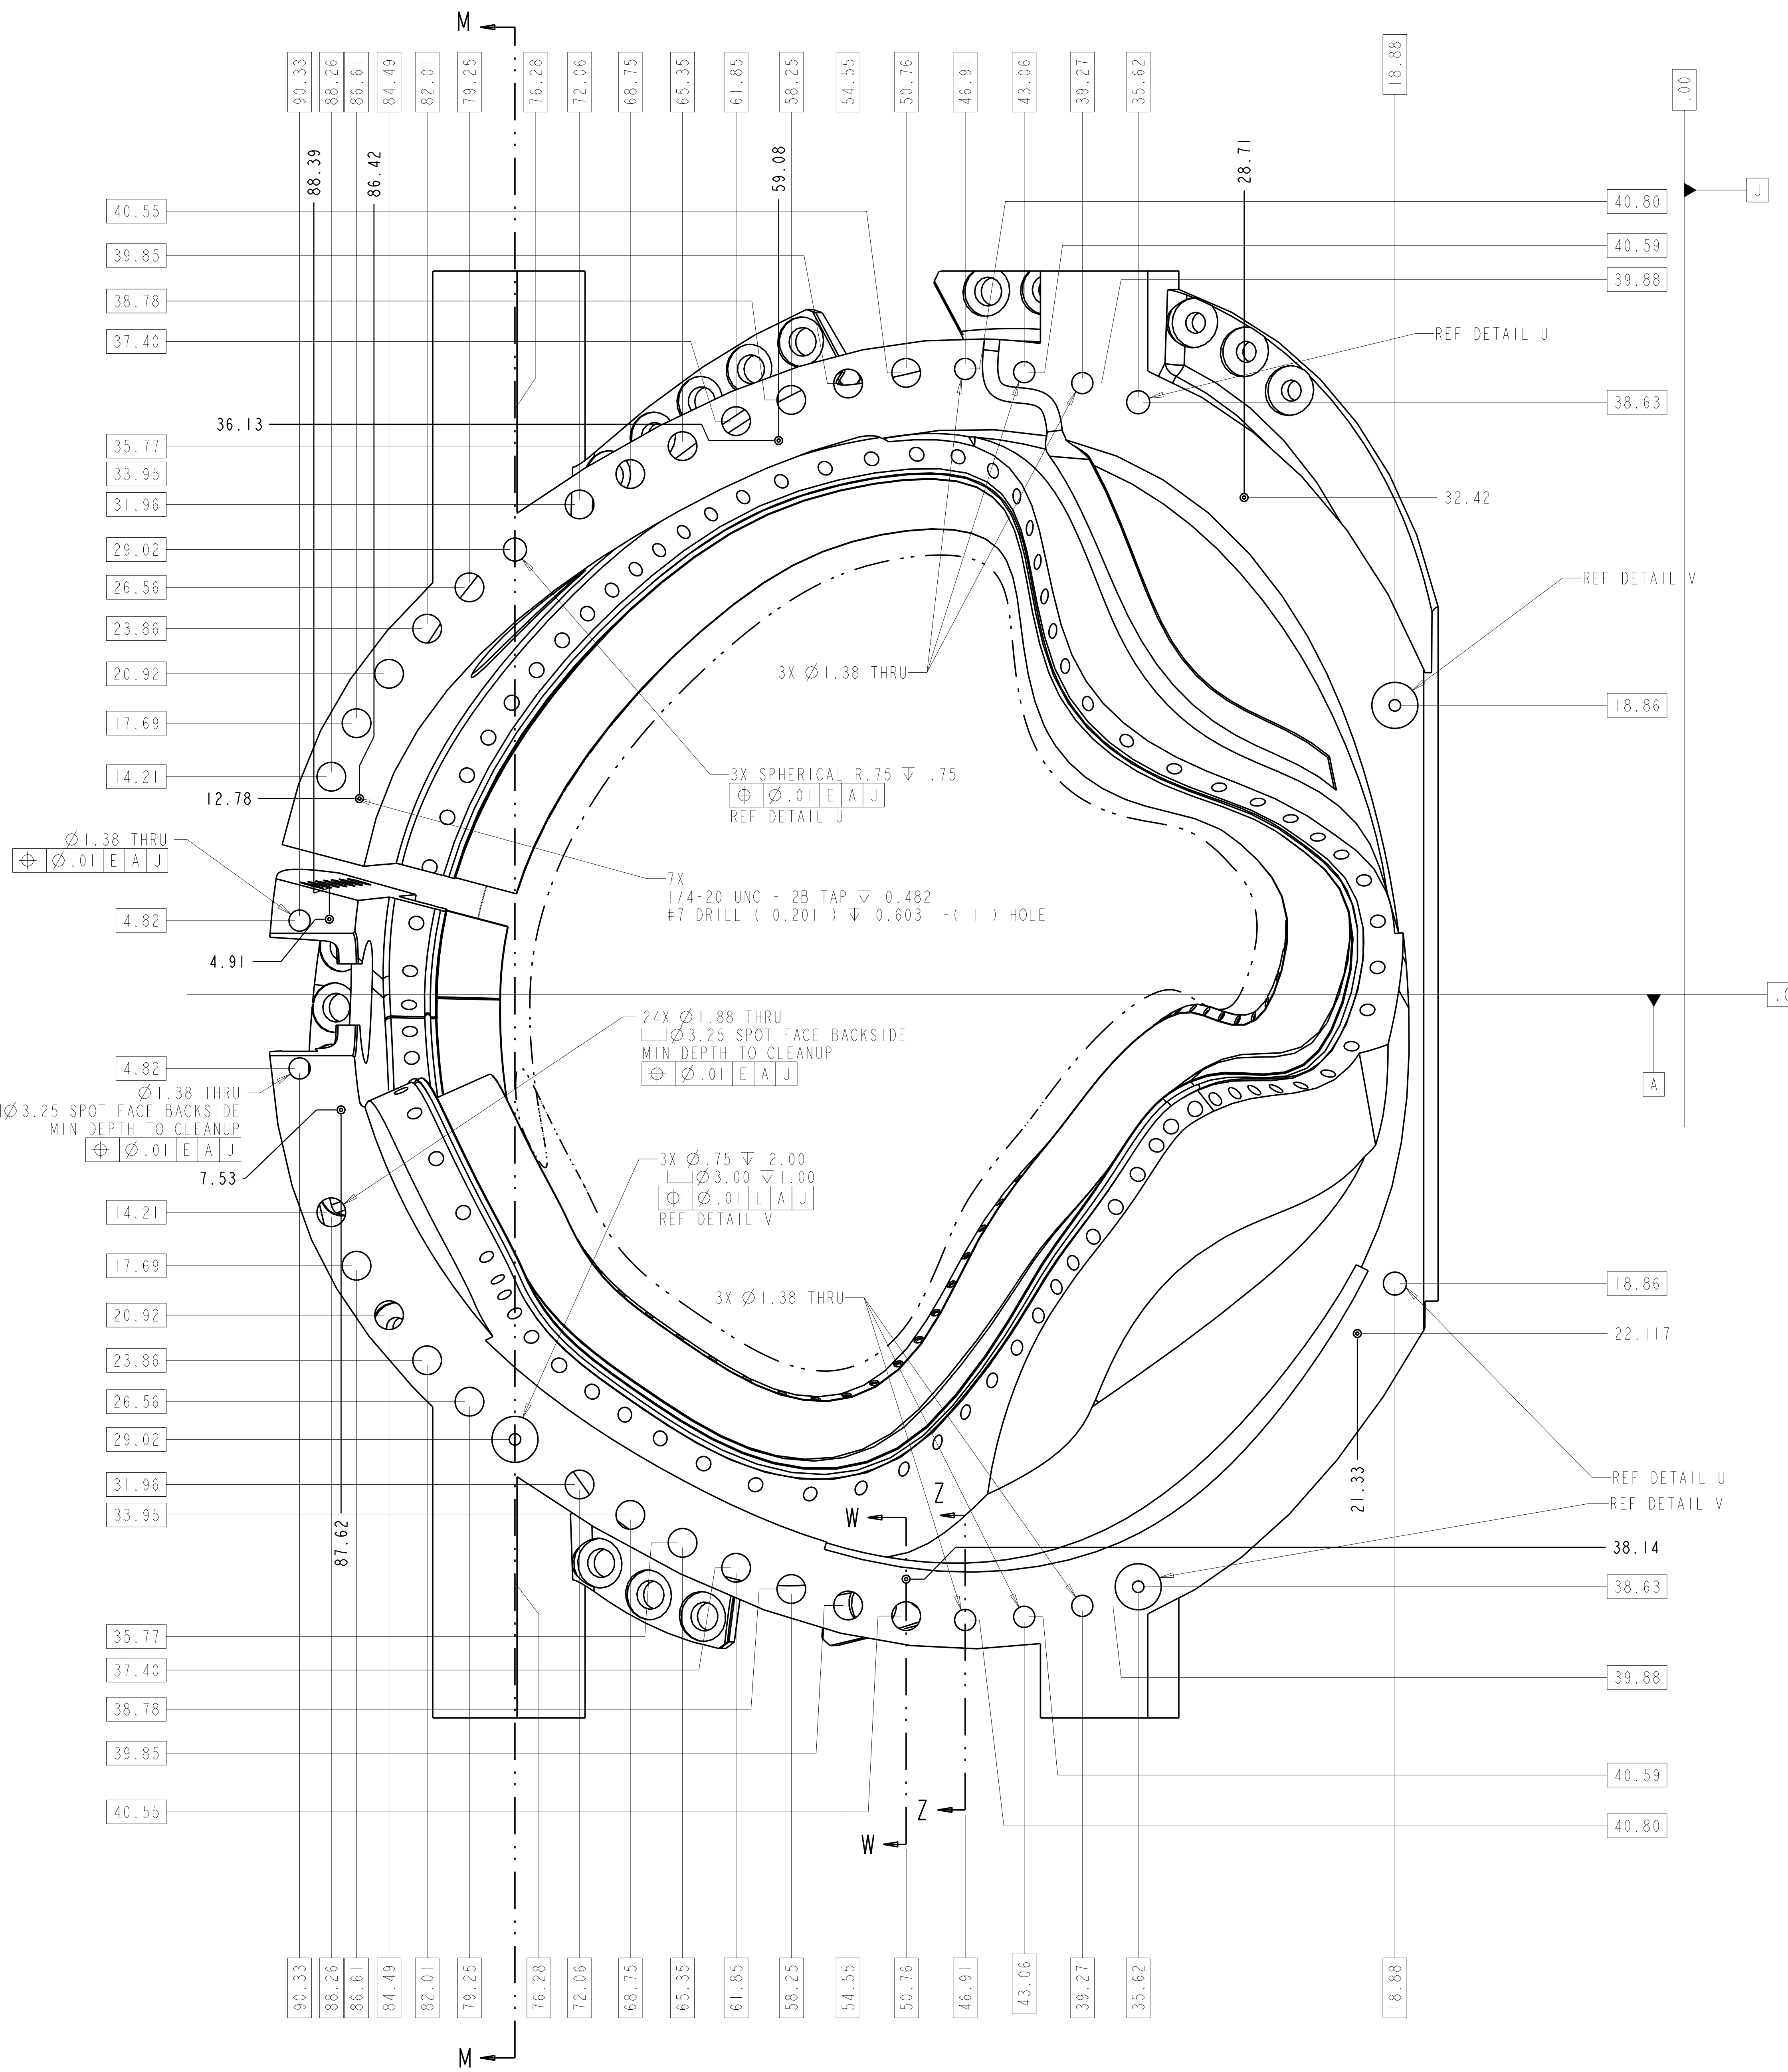 M
90.33
88.26
86.61
84.49
82.01
79.25
76.28
72.06
68.75
65.35
61.85
58.25
54.55
50.76
46.91
43.06
39.27
35.62
18.88
.00
88.39
86.42
59.08
28.71
J
40.55
40.80
39.85
40.59
38.78
39.88
37.40
REF DETAIL U
38.63
36.13
35.77
33.95
32.42
31.96
29.02
26.56
REF DETAIL V
23.86
20.92
3X Ø1.38 THRU
18.86
17.69
14.21
3X SPHERICAL R.75 ↧ .75
⌖ Ø.01 E A J
REF DETAIL U
12.78
Ø1.38 THRU
⌖ Ø.01 E A J
7X
1/4-20 UNC - 2B TAP ↧ 0.482
#7 DRILL ( 0.201 ) ↧ 0.603 -( 1 ) HOLE
4.82
4.91
24X Ø1.88 THRU
⌴Ø3.25 SPOT FACE BACKSIDE
MIN DEPTH TO CLEANUP
⌖ Ø.01 E A J
A
4.82
Ø1.38 THRU
Ø3.25 SPOT FACE BACKSIDE
MIN DEPTH TO CLEANUP
⌖ Ø.01 E A J
7.53
3X Ø.75 ↧ 2.00
⌴Ø3.00 ↧1.00
⌖ Ø.01 E A J
REF DETAIL V
14.21
17.69
18.86
3X Ø1.38 THRU
20.92
22.117
23.86
26.56
29.02
31.96
REF DETAIL U
21.33
REF DETAIL V
33.95
Z
W
87.62
38.14
38.63
35.77
37.40
39.88
38.78
39.85
40.59
40.55
Z
40.80
W
90.33
88.26
86.61
84.49
82.01
79.25
76.28
72.06
68.75
65.35
61.85
58.25
54.55
50.76
46.91
43.06
39.27
35.62
18.88
M